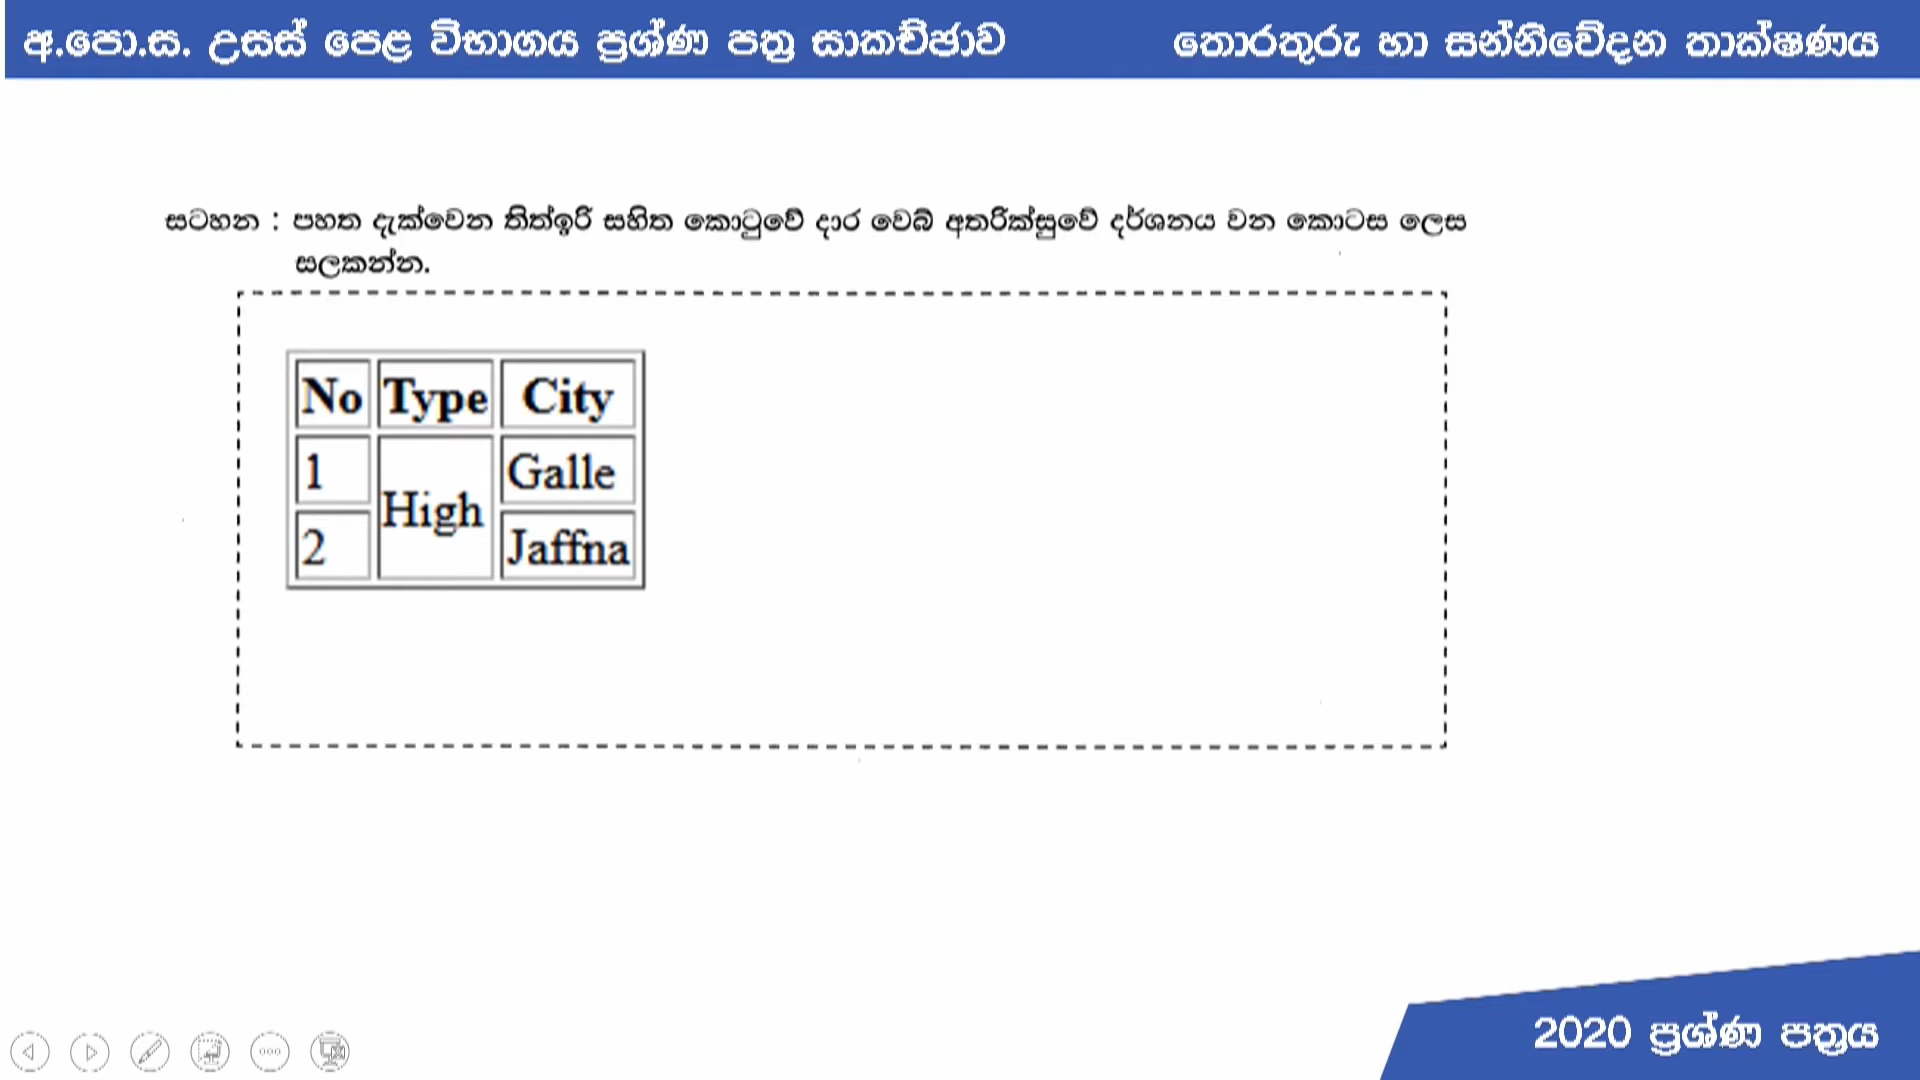 අ.පො.ස. උසස් පෙළ විභාගය ප්‍රශ්ණ පත්‍ර සාකච්ඡාව
තොරතුරු හා සන්නිවේදන තාක්ෂණය
සටහන : පහත දැක්වෙන තිත්ඉරි සහිත කොටුවේ දාර වෙබ් අතරික්සුවේ දර්ශනය වන කොටස ලෙස
සලකන්න.
No Type City
1 High Galle
2 Jaffna
2020 ප්‍රශ්ණ පත්‍රය